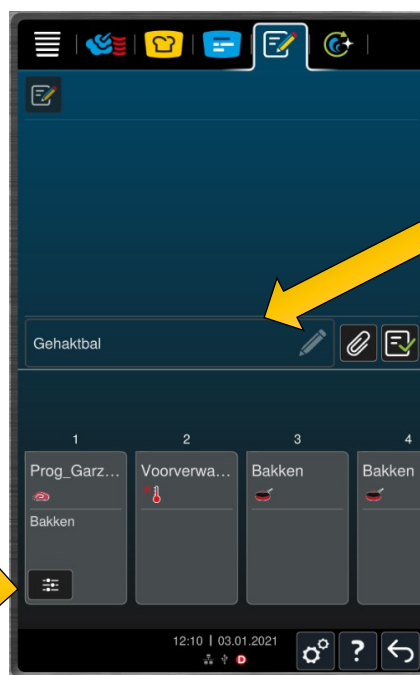 Gehaktbal
1 2 3 4
Prog_Garz... Voorverwa... Bakken Bakken
Bakken
12:10 | 03.01.2021
D
?